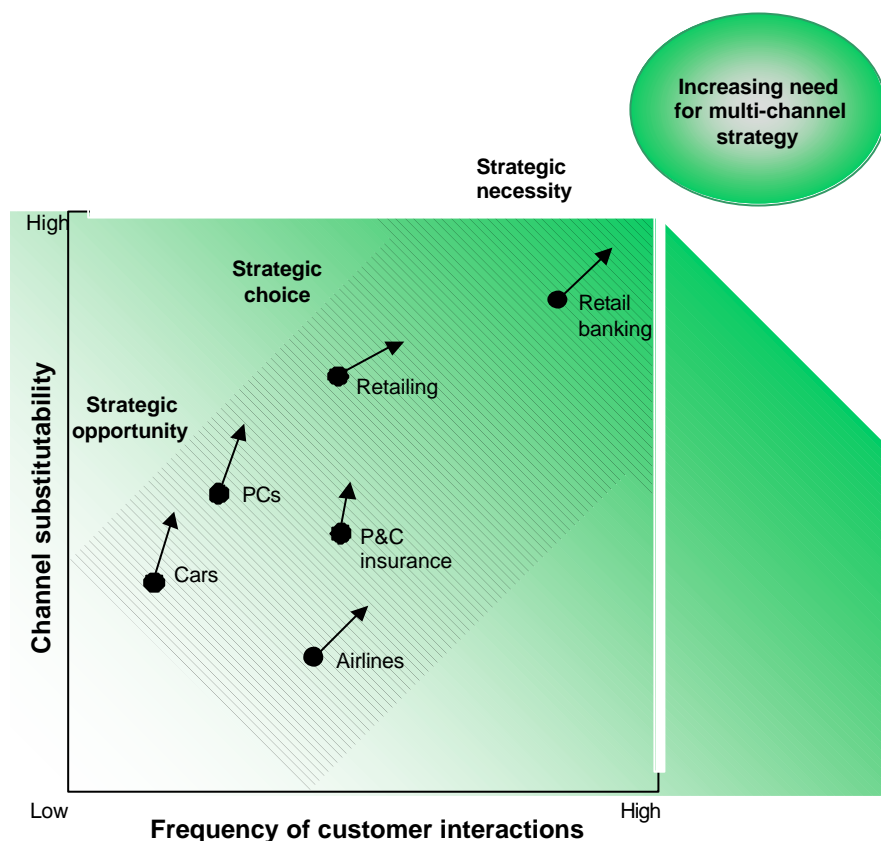 Increasing need
for multi-channel
strategy
Strategic
necessity
High
Strategic
choice
Retail
banking
Retailing
Strategic
opportunity
PCs
P&C
insurance
Cars
Airlines
Channel substitutability
Low
High
Frequency of customer interactions